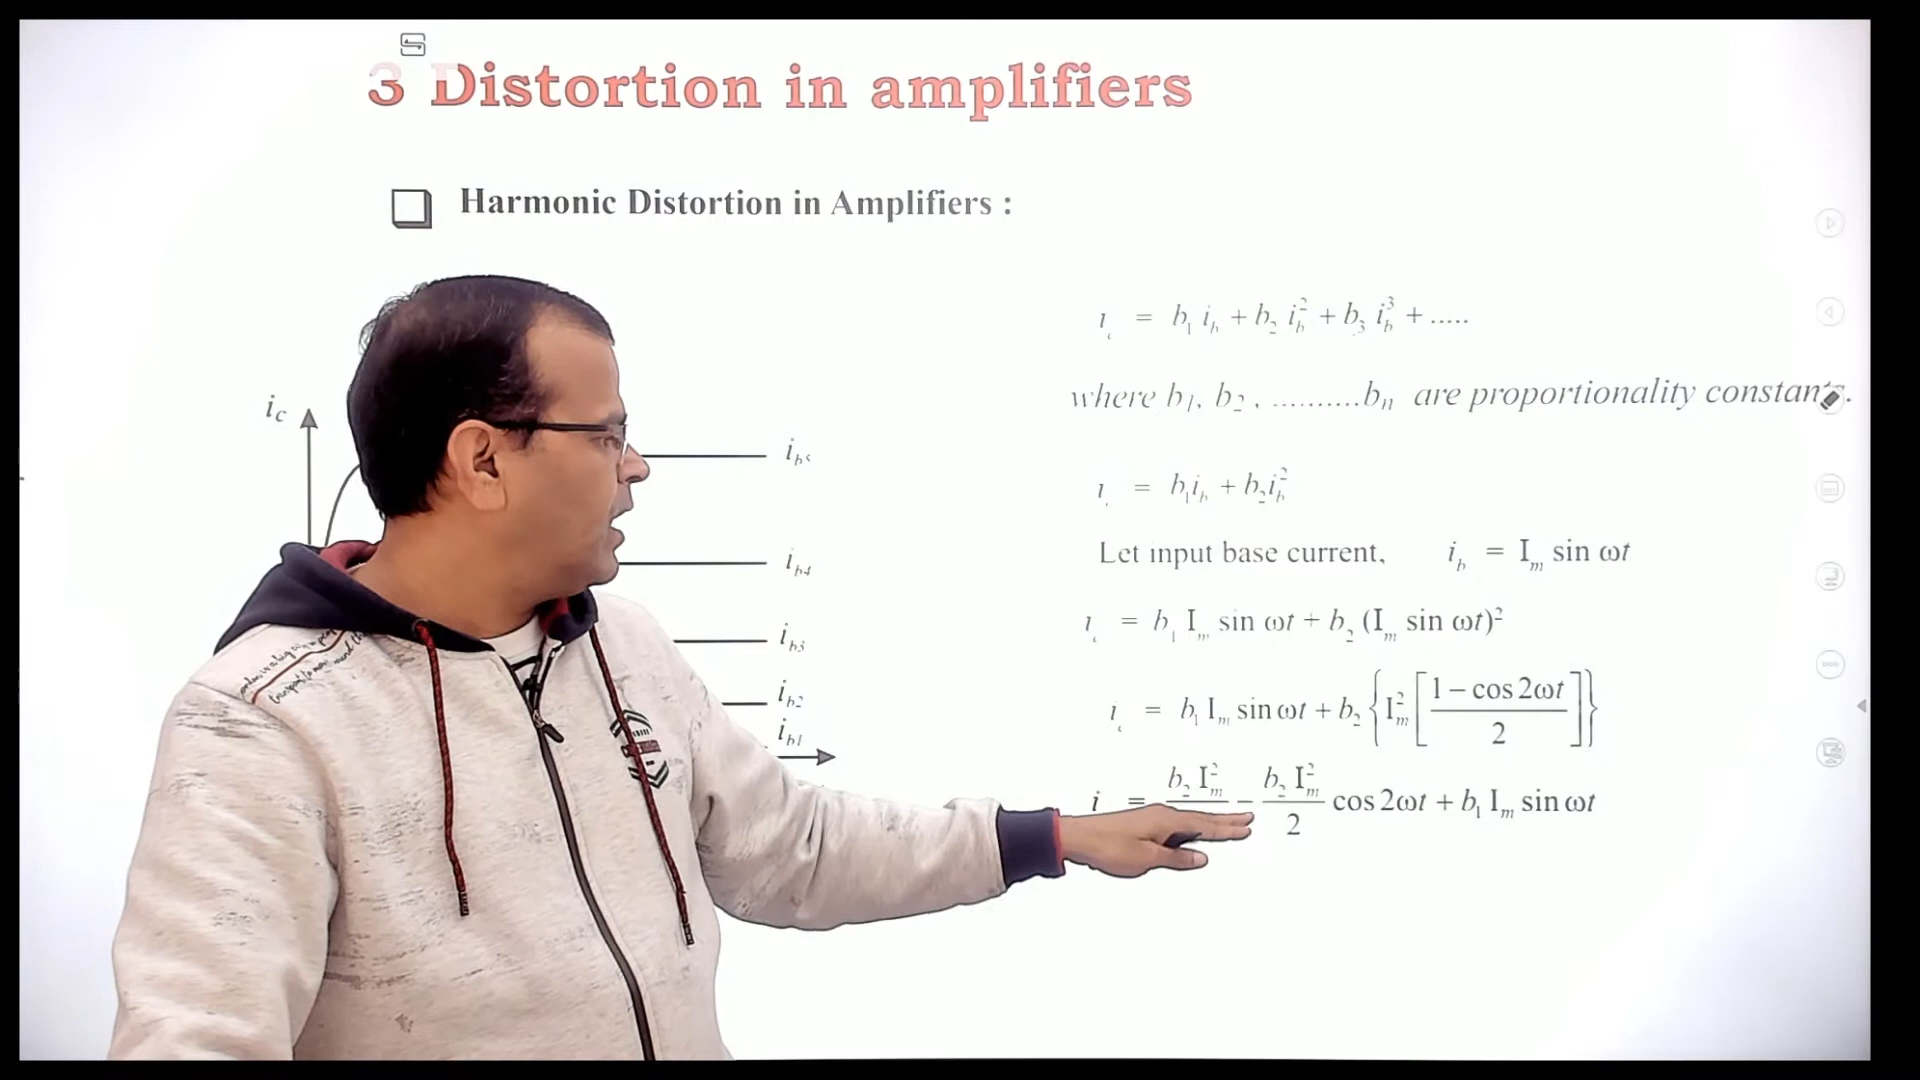 3 Distortion in amplifiers
Harmonic Distortion in Amplifiers :
i_c
i_b5
i_b4
i_b3
i_b2
i_b1
i_c = b_1 i_b + b_2 i_b^2 + b_3 i_b^3 + .....
where b_1, b_2, ..........b_n are proportionality constants.
i_c = b_1 i_b + b_2 i_b^2
Let input base current, i_b = I_m sin ωt
i_c = b_1 I_m sin ωt + b_2 (I_m sin ωt)^2
i_c = b_1 I_m sin ωt + b_2 {I_m^2 [(1 – cos 2ωt)/2]}
i = b_2 I_m^2 – (b_2 I_m^2)/2 cos 2ωt + b_1 I_m sin ωt